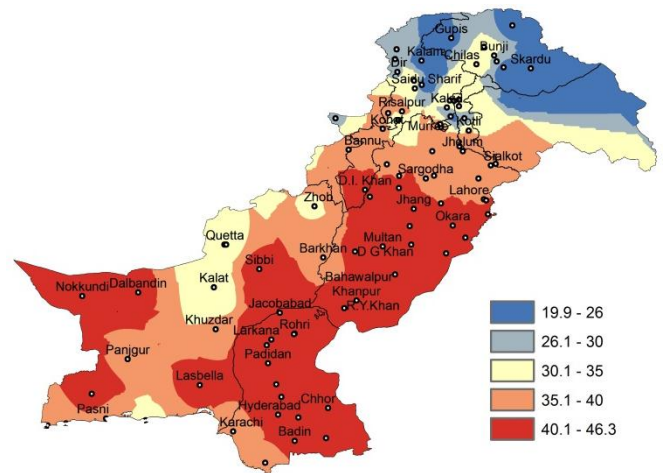 Gupis
Kalam
Bunji
Chilas
Dir
Skardu
Saidu Sharif
Risalpur
Kohat
Bannu
Jhelum
Sialkot
Sargodha
D.I. Khan
Lahore
Zhob
Jhang
Okara
Quetta
Multan
Barkhan
D G Khan
Sibbi
Bahawalpur
Kalat
Dalbandin
Nokkundi
Khanpur
R.Y.Khan
Jacobabad
Khuzdar
Rohri
Larkana
Panjgur
Padidan
Lasbella
Pasni
Hyderabad
Chhor
Karachi
Badin
19.9 - 26
26.1 - 30
30.1 - 35
35.1 - 40
40.1 - 46.3